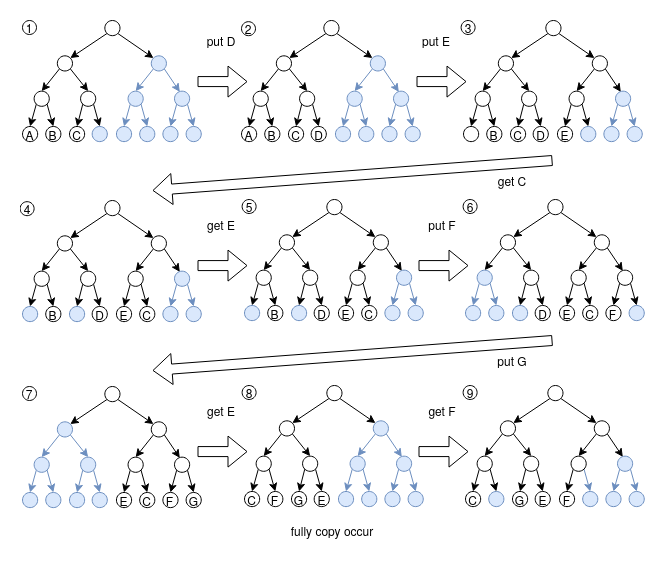 1 put D 2 put E 3
A B C
A B C D
B C D E
get C
4 get E 5 put F 6
B D E C
B D E C
D E C F
put G
7 get E 8 get F 9
E C F G
C F G E
C G E F
fully copy occur